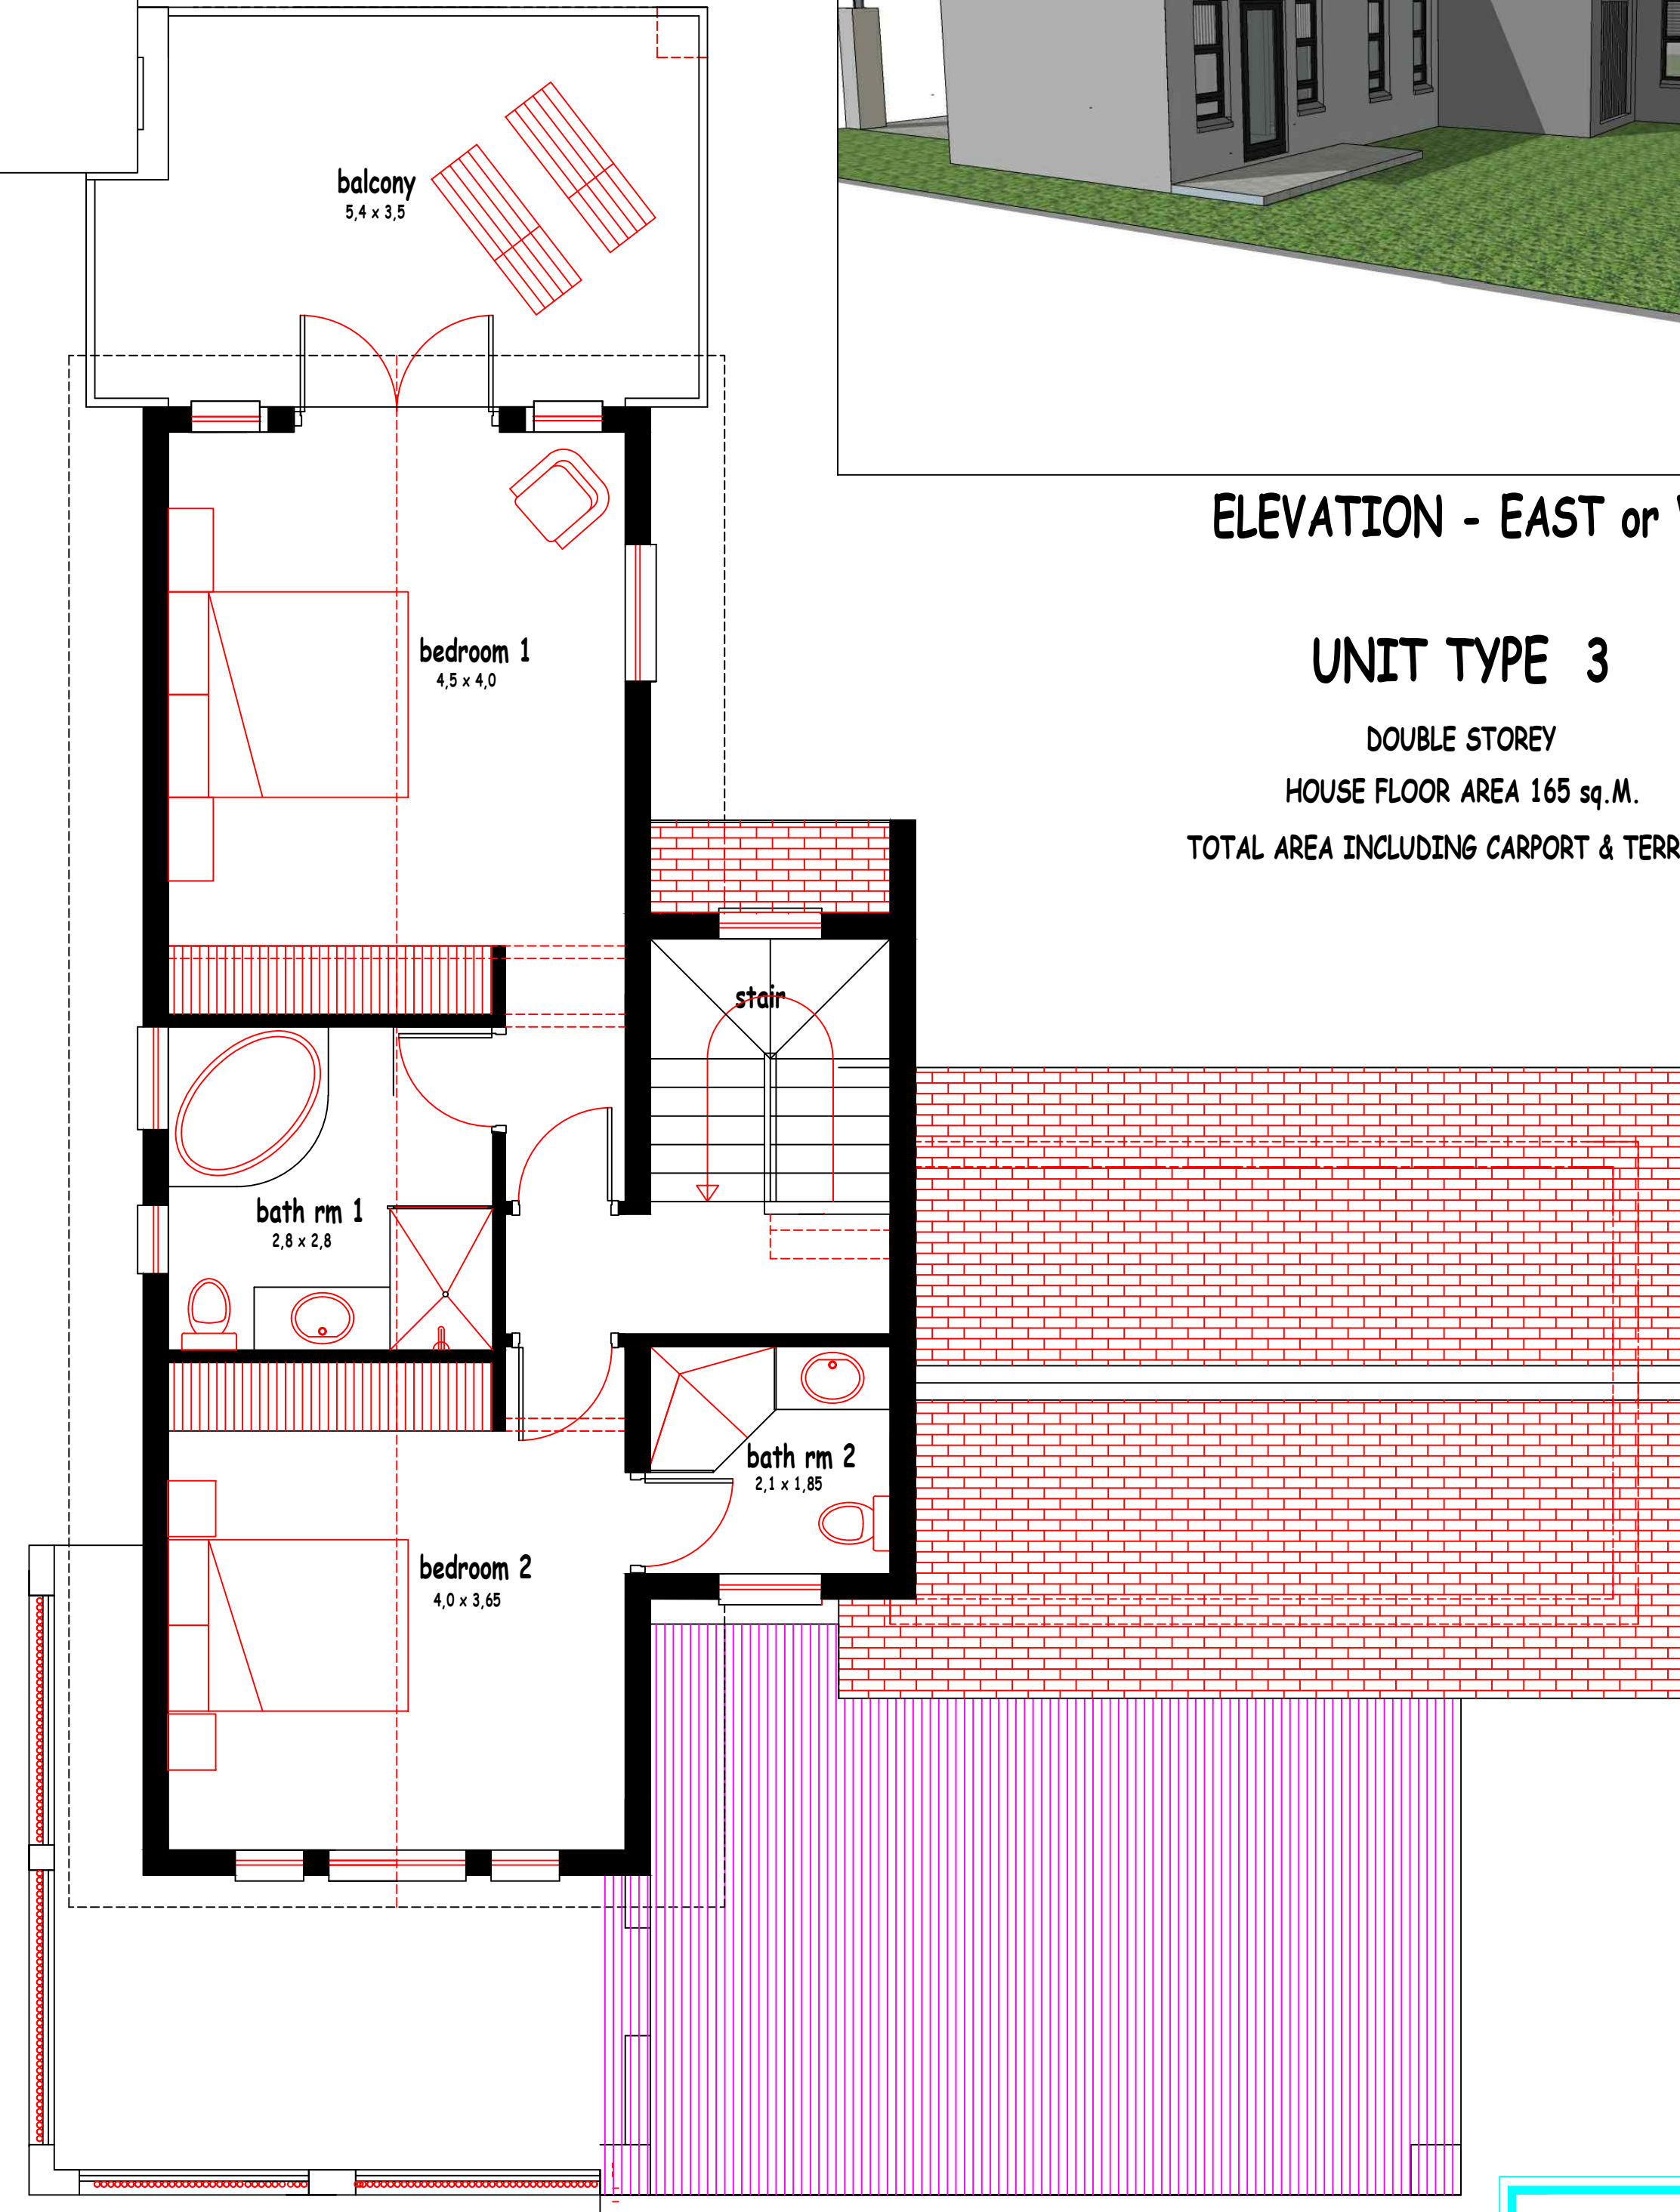 balcony
5,4 x 3,5
bedroom 1
4,5 x 4,0
stair
bath rm 1
2,8 x 2,8
bath rm 2
2,1 x 1,85
bedroom 2
4,0 x 3,65
ELEVATION - EAST or
UNIT TYPE 3
DOUBLE STOREY
HOUSE FLOOR AREA 165 sq.M.
TOTAL AREA INCLUDING CARPORT & TERR